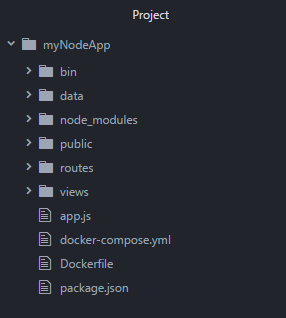 Project
myNodeApp
bin
data
node_modules
public
routes
views
app.js
docker-compose.yml
Dockerfile
package.json